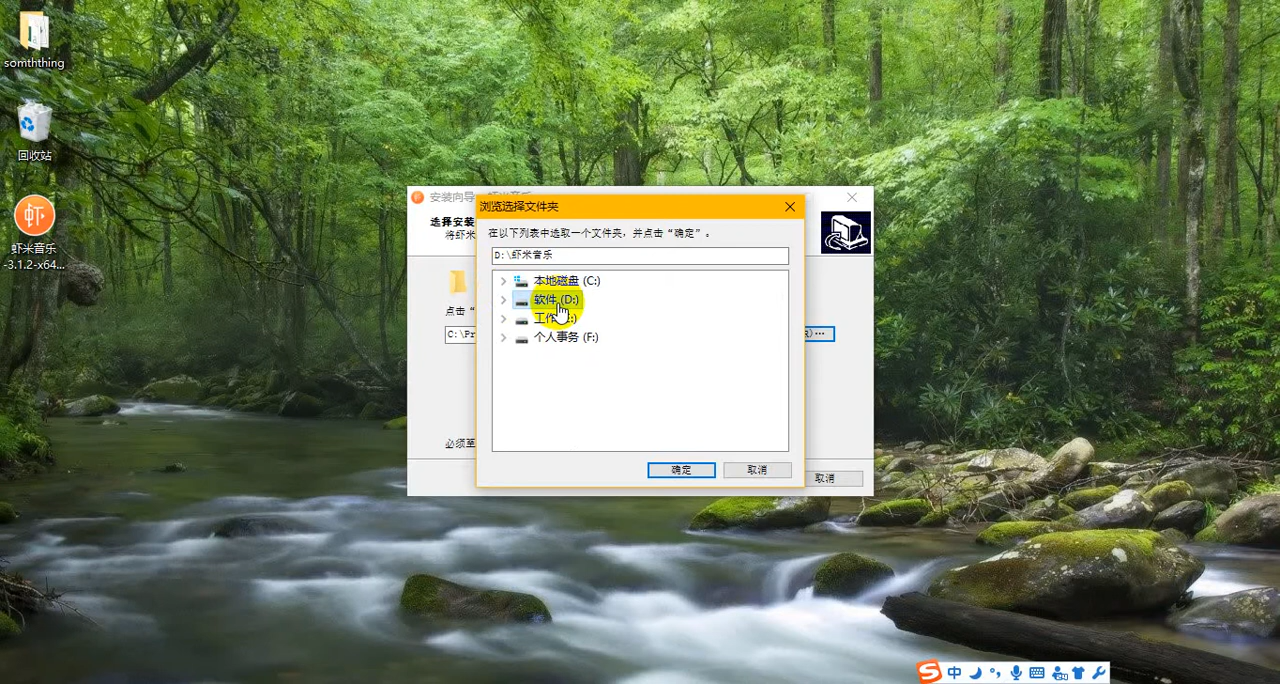 somththing
回收站
虾米音乐
-3.1.2-x64...
安装向导
选择安装
将虾米
点击“
C:\Pr
必须至
取消
浏览选择文件夹
在以下列表中选取一个文件夹，并点击“确定”。
D:\虾米音乐
本地磁盘 (C:)
软件 (D:)
工作
个人事务 (F:)
确定
取消
中